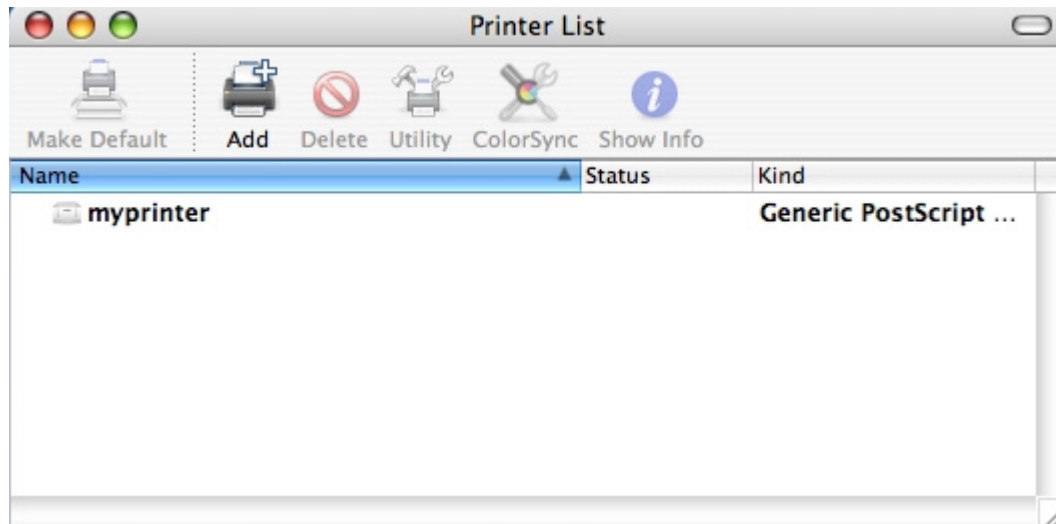 Printer List
Make Default Add Delete Utility ColorSync Show Info
Name Status Kind
myprinter Generic PostScript ...